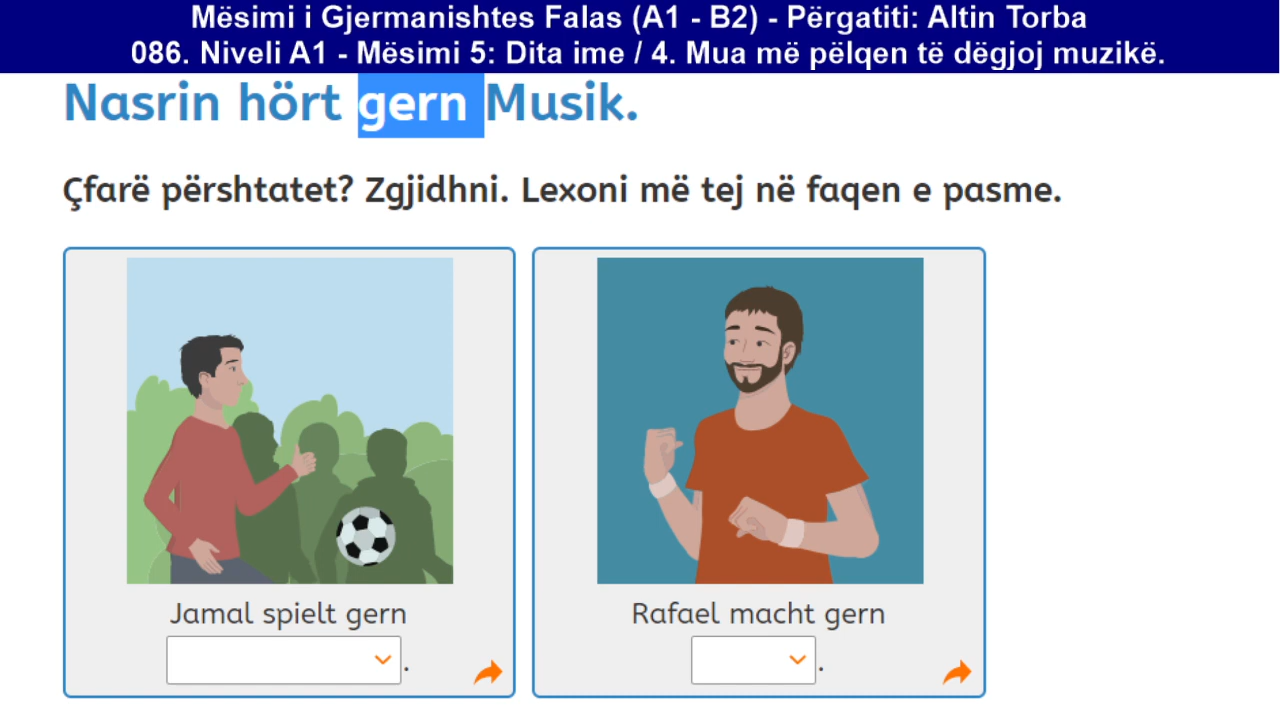 Mësimi i Gjermanishtes Falas (A1 - B2) - Përgatiti: Altin Torba
086. Niveli A1 - Mësimi 5: Dita ime / 4. Mua më pëlqen të dëgjoj muzikë.
Nasrin hört gern Musik.
Çfarë përshtatet? Zgjidhni. Lexoni më tej në faqen e pasme.
Jamal spielt gern
.
Rafael macht gern
.